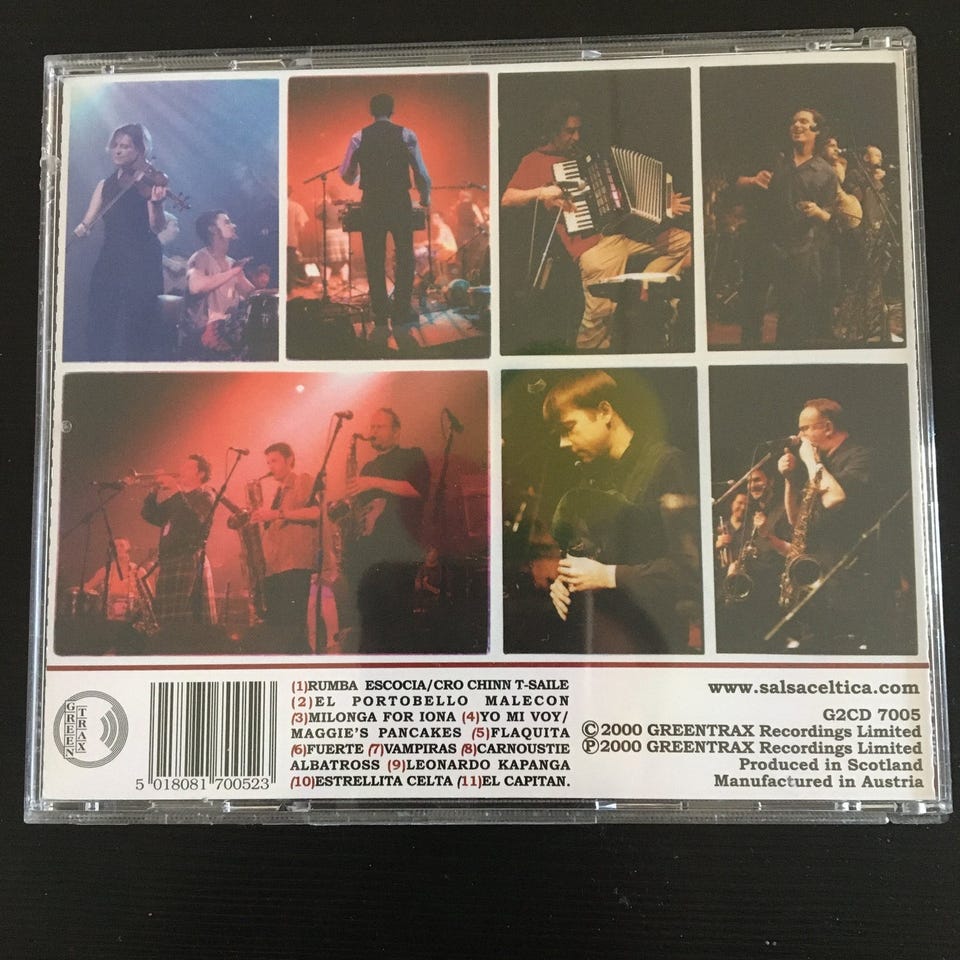 (1)RUMBA ESCOCIA/CRO CHINN T-SAILE
(2)EL PORTOBELLO MALECON
(3)MILONGA FOR IONA (4)YO MI VOY/
MAGGIE'S PANCAKES (5)FLAQUITA
(6)FUERTE (7)VAMPIRAS (8)CARNOUSTIE
ALBATROSS (9)LEONARDO KAPANGA
(10)ESTRELLITA CELTA (11)EL CAPITAN.
GREEN
TRAX
5 018081 700523
www.salsaceltica.com
G2CD 7005
©2000 GREENTRAX Recordings Limited
℗2000 GREENTRAX Recordings Limited
Produced in Scotland
Manufactured in Austria